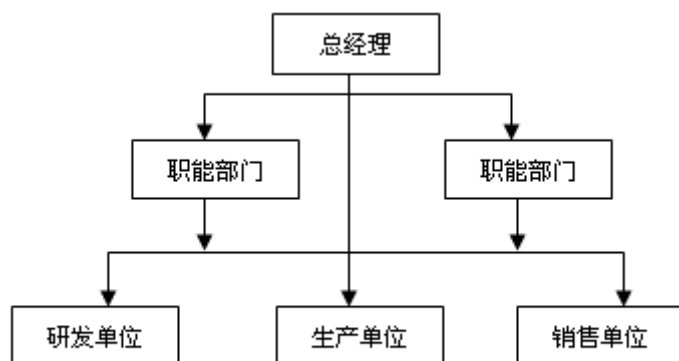 总经理
职能部门
职能部门
研发单位
生产单位
销售单位